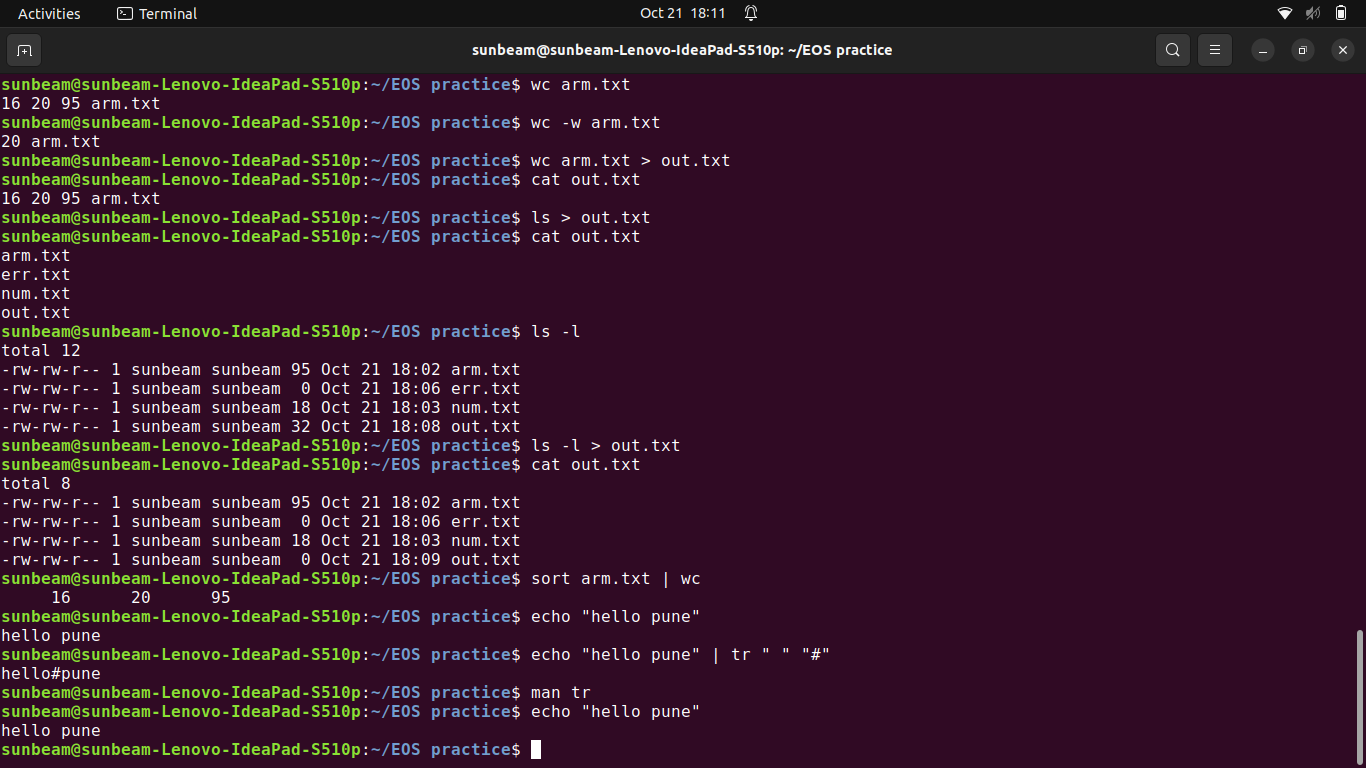 Activities Terminal Oct 21 18:11
sunbeam@sunbeam-Lenovo-IdeaPad-S510p: ~/EOS practice
sunbeam@sunbeam-Lenovo-IdeaPad-S510p:~/EOS practice$ wc arm.txt
16 20 95 arm.txt
sunbeam@sunbeam-Lenovo-IdeaPad-S510p:~/EOS practice$ wc -w arm.txt
20 arm.txt
sunbeam@sunbeam-Lenovo-IdeaPad-S510p:~/EOS practice$ wc arm.txt > out.txt
sunbeam@sunbeam-Lenovo-IdeaPad-S510p:~/EOS practice$ cat out.txt
16 20 95 arm.txt
sunbeam@sunbeam-Lenovo-IdeaPad-S510p:~/EOS practice$ ls > out.txt
sunbeam@sunbeam-Lenovo-IdeaPad-S510p:~/EOS practice$ cat out.txt
arm.txt
err.txt
num.txt
out.txt
sunbeam@sunbeam-Lenovo-IdeaPad-S510p:~/EOS practice$ ls -l
total 12
-rw-rw-r-- 1 sunbeam sunbeam 95 Oct 21 18:02 arm.txt
-rw-rw-r-- 1 sunbeam sunbeam  0 Oct 21 18:06 err.txt
-rw-rw-r-- 1 sunbeam sunbeam 18 Oct 21 18:03 num.txt
-rw-rw-r-- 1 sunbeam sunbeam 32 Oct 21 18:08 out.txt
sunbeam@sunbeam-Lenovo-IdeaPad-S510p:~/EOS practice$ ls -l > out.txt
sunbeam@sunbeam-Lenovo-IdeaPad-S510p:~/EOS practice$ cat out.txt
total 8
-rw-rw-r-- 1 sunbeam sunbeam 95 Oct 21 18:02 arm.txt
-rw-rw-r-- 1 sunbeam sunbeam  0 Oct 21 18:06 err.txt
-rw-rw-r-- 1 sunbeam sunbeam 18 Oct 21 18:03 num.txt
-rw-rw-r-- 1 sunbeam sunbeam  0 Oct 21 18:09 out.txt
sunbeam@sunbeam-Lenovo-IdeaPad-S510p:~/EOS practice$ sort arm.txt | wc
     16      20      95
sunbeam@sunbeam-Lenovo-IdeaPad-S510p:~/EOS practice$ echo "hello pune"
hello pune
sunbeam@sunbeam-Lenovo-IdeaPad-S510p:~/EOS practice$ echo "hello pune" | tr " " "#"
hello#pune
sunbeam@sunbeam-Lenovo-IdeaPad-S510p:~/EOS practice$ man tr
sunbeam@sunbeam-Lenovo-IdeaPad-S510p:~/EOS practice$ echo "hello pune"
hello pune
sunbeam@sunbeam-Lenovo-IdeaPad-S510p:~/EOS practice$